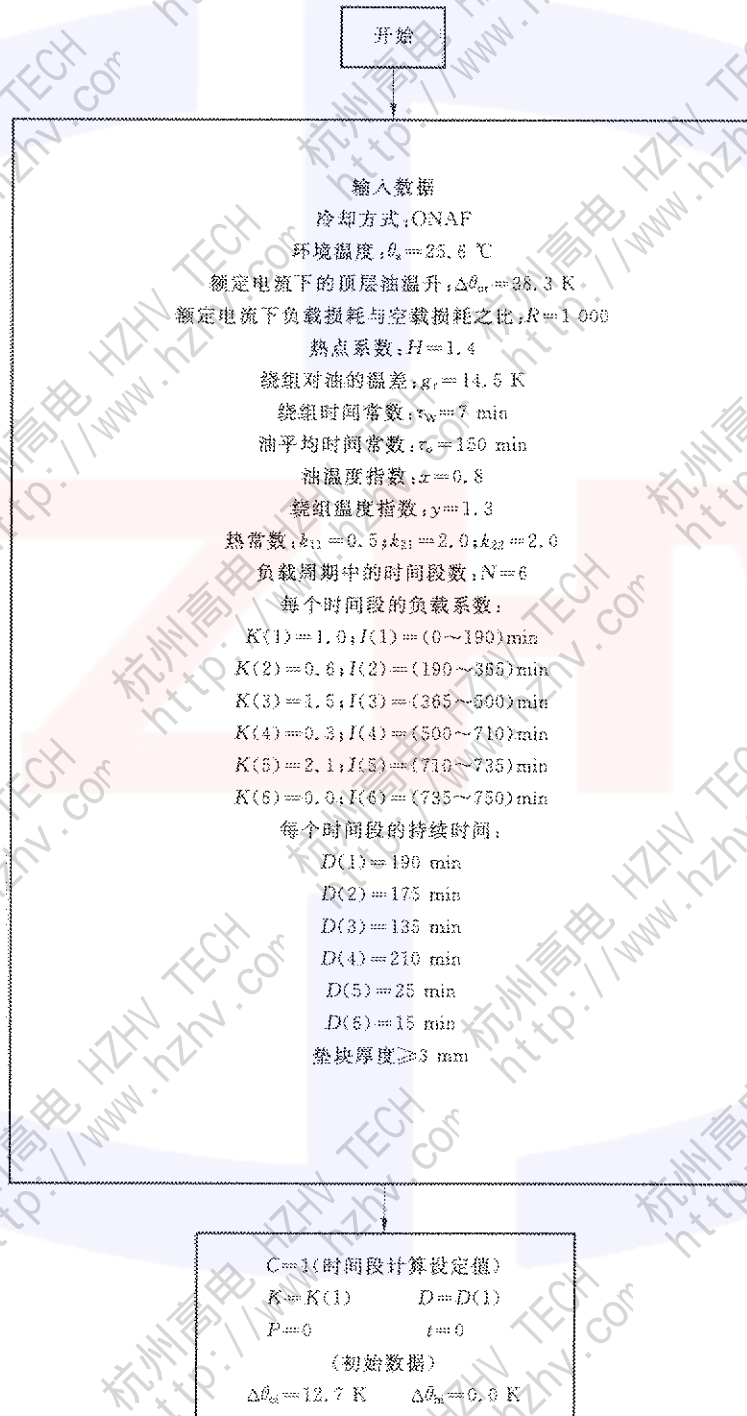 开始
输入数据
冷却方式:ONAF
环境温度:θa=25.6 ℃
额定电流下的顶层油温升:Δθor=38.3 K
额定电流下负载损耗与空载损耗之比:R=1 000
热点系数:H=1.4
绕组对油的温差:gr=14.5 K
绕组时间常数:τw=7 min
油平均时间常数:τo=150 min
油温度指数:x=0.8
绕组温度指数:y=1.3
热常数:k11=0.5;k21=2.0;k22=2.0
负载周期中的时间段数:N=6
每个时间段的负载系数:
K(1)=1.0;I(1)=(0~190)min
K(2)=0.6;I(2)=(190~365)min
K(3)=1.5;I(3)=(365~500)min
K(4)=0.3;I(4)=(500~710)min
K(5)=2.1;I(5)=(710~735)min
K(6)=0.0;I(6)=(735~750)min
每个时间段的持续时间:
D(1)=190 min
D(2)=175 min
D(3)=135 min
D(4)=210 min
D(5)=25 min
D(6)=15 min
垫块厚度≥3 mm
C=1(时间段计算设定值)
K=K(1) D=D(1)
P=0 t=0
(初始数据)
Δθoi=12.7 K Δθhi=0.0 K
杭州高电 HZHV TECH
http://www.hzhv.com